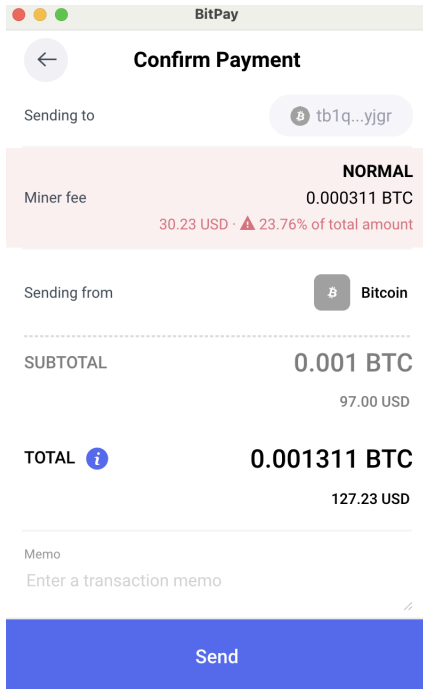 BitPay
Confirm Payment
Sending to
tb1q...yjgr
NORMAL
Miner fee
0.000311 BTC
30.23 USD · 23.76% of total amount
Sending from
Bitcoin
SUBTOTAL
0.001 BTC
97.00 USD
TOTAL
0.001311 BTC
127.23 USD
Memo
Enter a transaction memo
Send